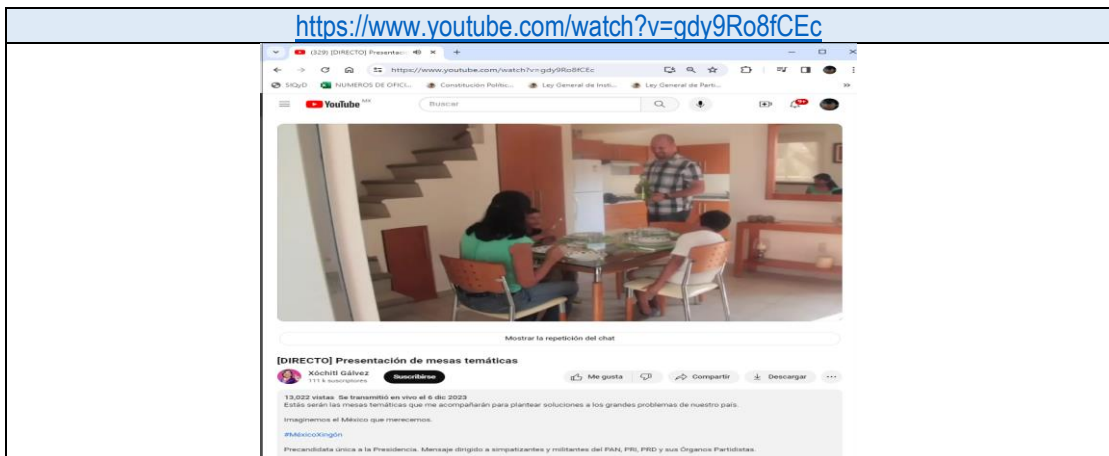 https://www.youtube.com/watch?v=gdy9Ro8fCEc
(329) [DIRECTO] Presentac
https://www.youtube.com/watch?v=gdy9Ro8fCEc
SIQyD NUMEROS DE OFICI... Constitución Polític... Ley General de Insti... Ley General de Parti...
YouTube MX Buscar 9+
Mostrar la repetición del chat
[DIRECTO] Presentación de mesas temáticas
Xóchitl Gálvez
111 k suscriptores
Suscribirse Me gusta Compartir Descargar ...
13,022 vistas Se transmitió en vivo el 6 dic 2023
Estás serán las mesas temáticas que me acompañarán para plantear soluciones a los grandes problemas de nuestro país.
Imaginemos el México que merecemos.
#MéxicoXingón
Precandidata única a la Presidencia. Mensaje dirigido a simpatizantes y militantes del PAN, PRI, PRD y sus Órganos Partidistas.